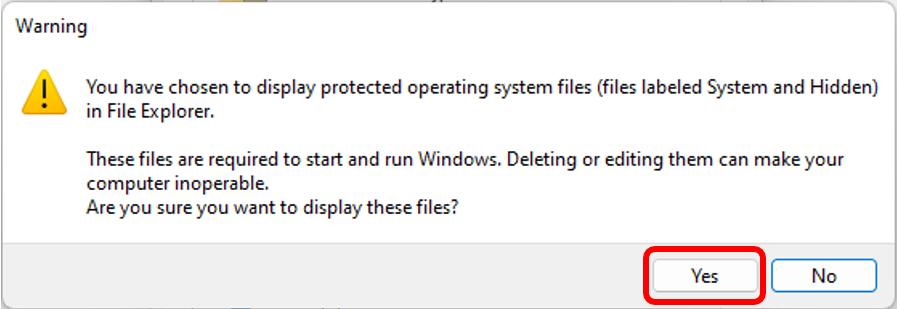 Warning
You have chosen to display protected operating system files (files labeled System and Hidden)
in File Explorer.
These files are required to start and run Windows. Deleting or editing them can make your
computer inoperable.
Are you sure you want to display these files?
Yes
No